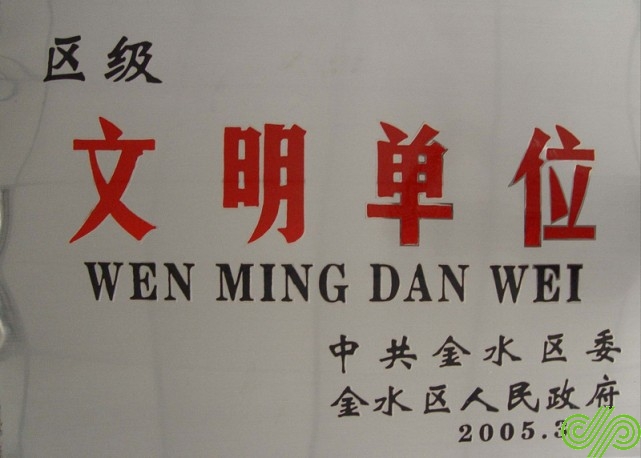 区级
文明单位
WEN MING DAN WEI
中共金水区委
金水区人民政府
2005.3